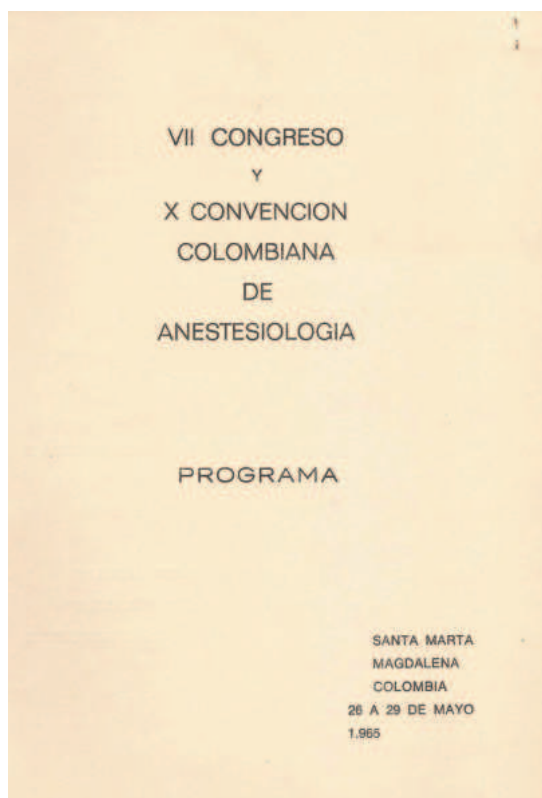 VII CONGRESO
Y
X CONVENCION
COLOMBIANA
DE
ANESTESIOLOGIA
PROGRAMA
SANTA MARTA
MAGDALENA
COLOMBIA
26 A 29 DE MAYO
1.965